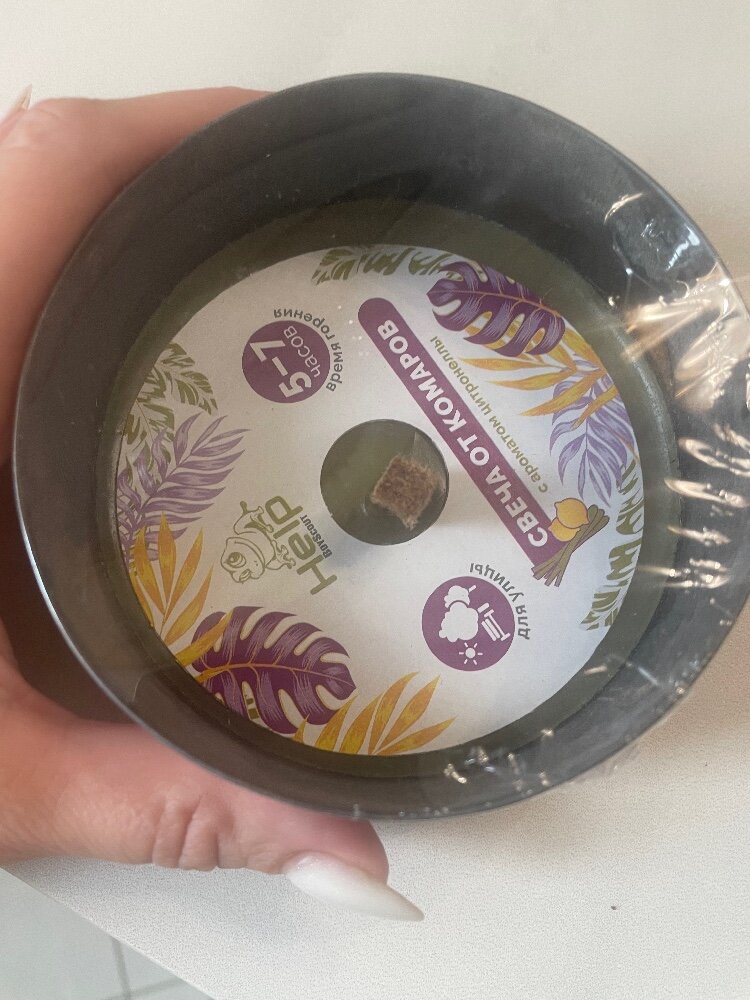 СВЕЧА ОТ КОМАРОВ
с ароматом цитронеллы
5–7
часов
время горения
для улицы
Help
BOYSCOUT